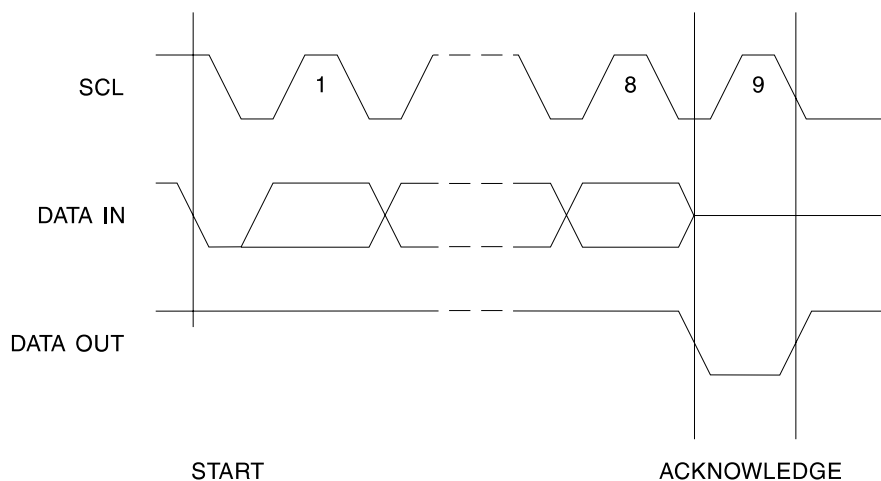 SCL 1 8 9
DATA IN
DATA OUT
START ACKNOWLEDGE